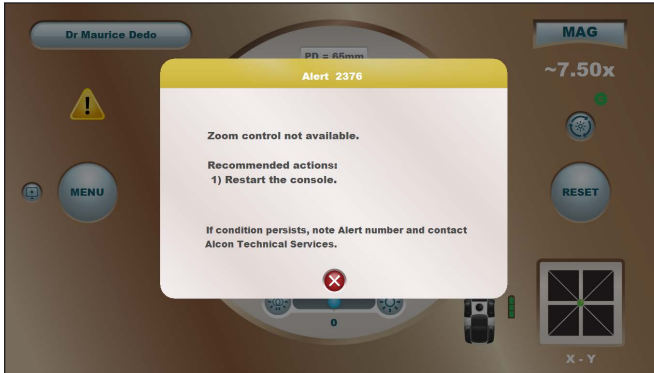 Dr Maurice Dedo
MAG
PD = 65mm
Alert 2376
~7.50x
Zoom control not available.
Recommended actions:
1) Restart the console.
MENU
RESET
If condition persists, note Alert number and contact
Alcon Technical Services.
0
X - Y